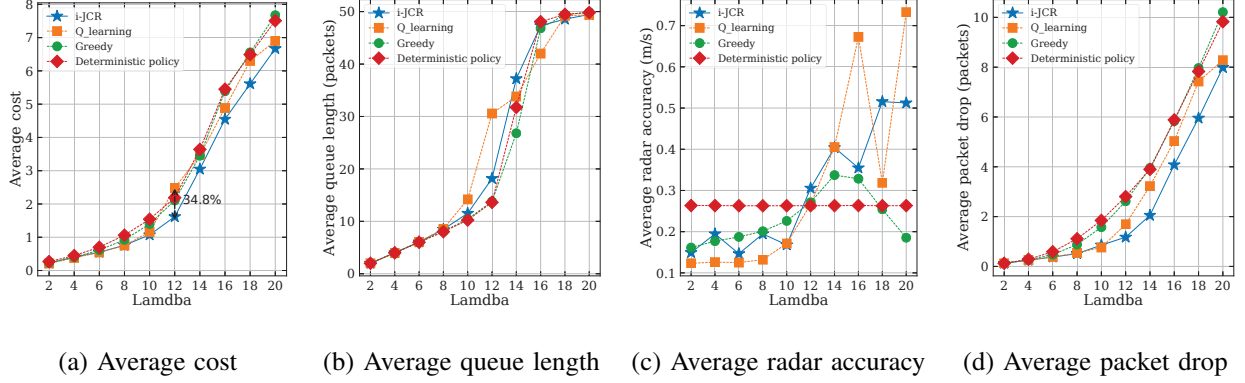 Average cost
8
7
6
5
4
3
2
1
0
i-JCR
Q_learning
Greedy
Deterministic policy
34.8%
2 4 6 8 10 12 14 16 18 20
Lamdba
(a) Average cost
Average queue length (packets)
50
40
30
20
10
0
i-JCR
Q_learning
Greedy
Deterministic policy
2 4 6 8 10 12 14 16 18 20
Lamdba
(b) Average queue length
Average radar accuracy (m/s)
0.7
0.6
0.5
0.4
0.3
0.2
0.1
i-JCR
Q_learning
Greedy
Deterministic policy
2 4 6 8 10 12 14 16 18 20
Lamdba
(c) Average radar accuracy
Average packet drop (packets)
10
8
6
4
2
0
i-JCR
Q_learning
Greedy
Deterministic policy
2 4 6 8 10 12 14 16 18 20
Lamdba
(d) Average packet drop